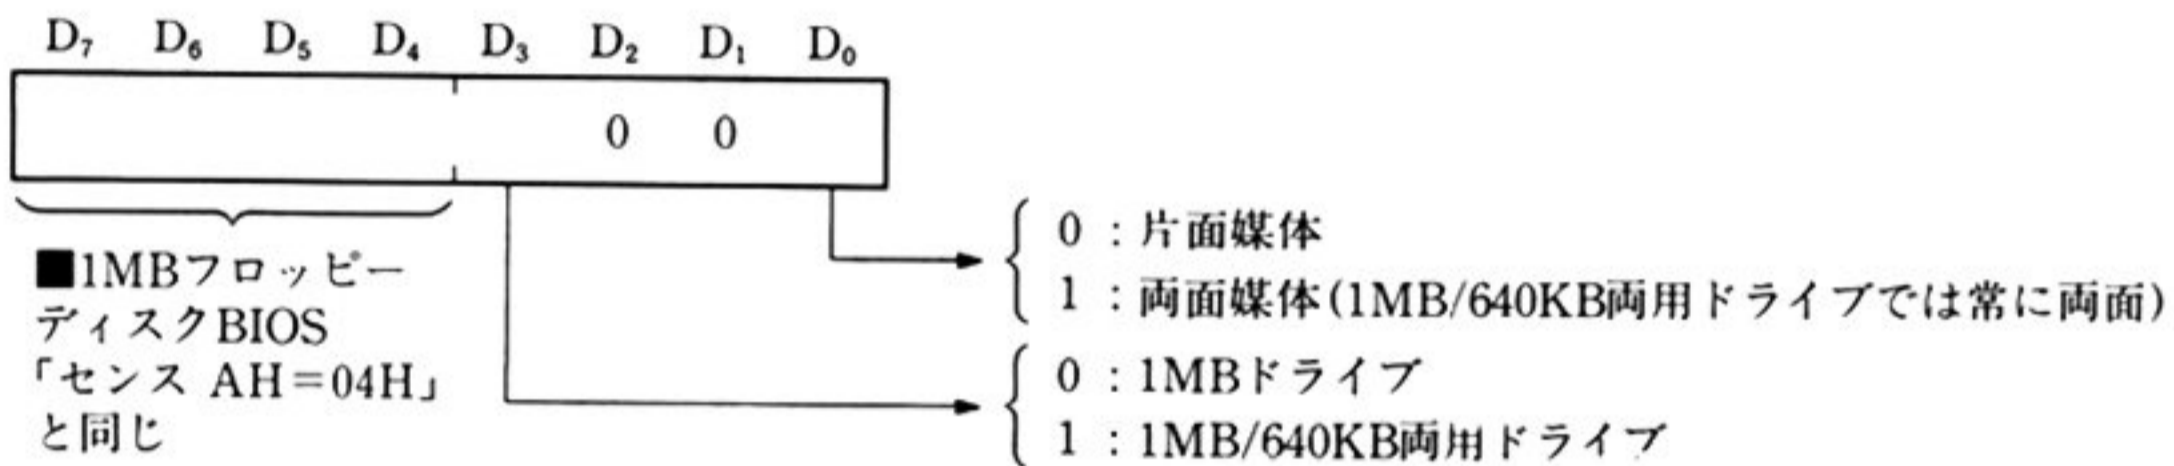 D₇ D₆ D₅ D₄ D₃ D₂ D₁ D₀
0 0
■1MBフロッピー
ディスクBIOS
「センス AH=04H」
と同じ
0 : 片面媒体
1 : 両面媒体(1MB/640KB両用ドライブでは常に両面)
0 : 1MBドライブ
1 : 1MB/640KB両用ドライブ